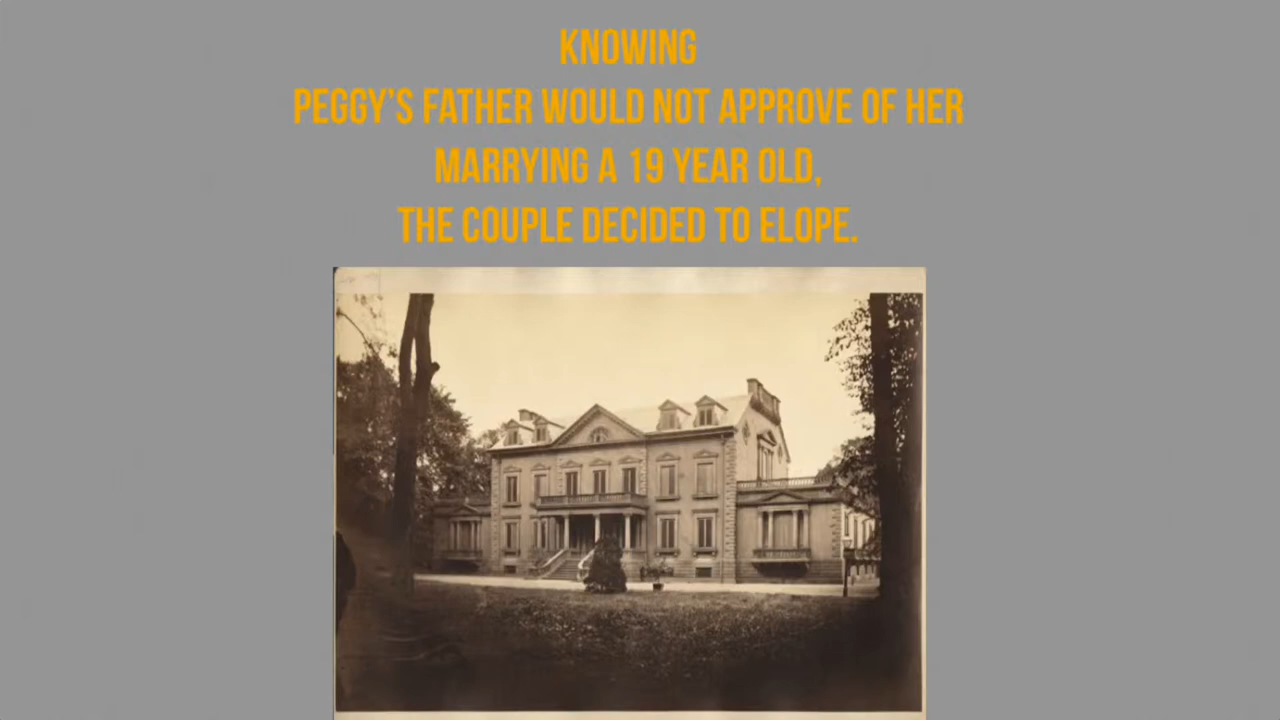 KNOWING
PEGGY'S FATHER WOULD NOT APPROVE OF HER
MARRYING A 19 YEAR OLD,
THE COUPLE DECIDED TO ELOPE.